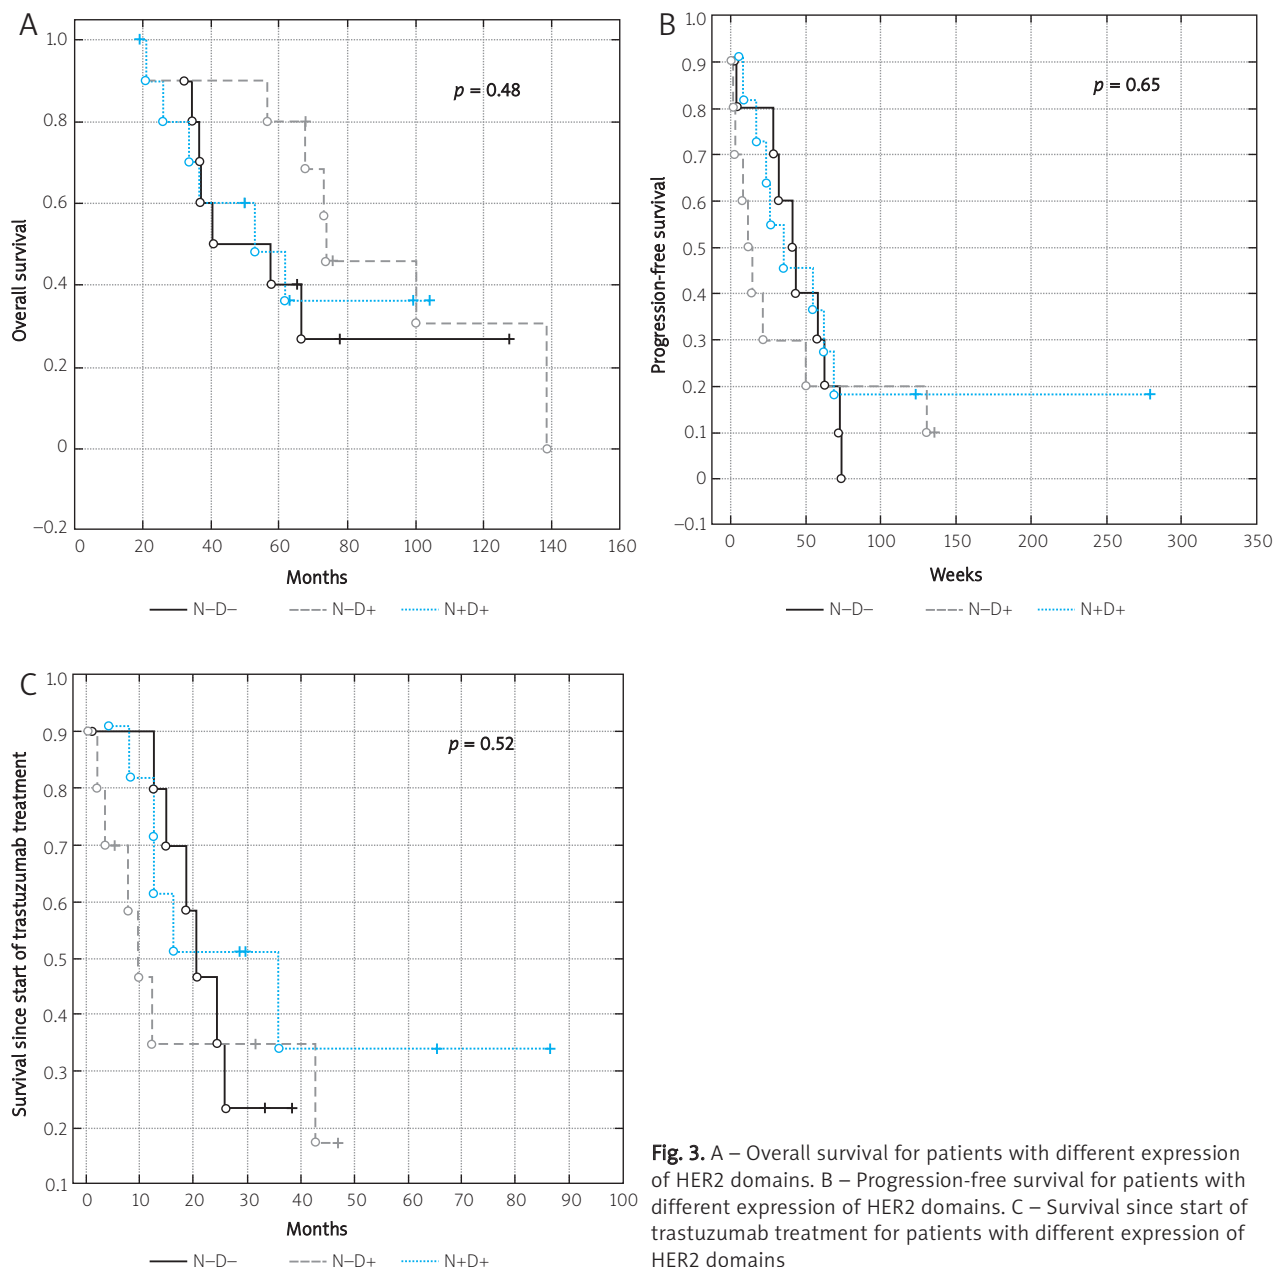 A
1.0
0.8
0.6
0.4
0.2
0
–0.2
Overall survival
p = 0.48
0 20 40 60 80 100 120 140 160
Months
N–D– N–D+ N+D+
B
1.0
0.9
0.8
0.7
0.6
0.5
0.4
0.3
0.2
0.1
0
–0.1
Progression-free survival
p = 0.65
0 50 100 150 200 250 300 350
Weeks
N–D– N–D+ N+D+
C
1.0
0.9
0.8
0.7
0.6
0.5
0.4
0.3
0.2
0.1
Survival since start of trastuzumab treatment
p = 0.52
0 10 20 30 40 50 60 70 80 90 100
Months
N–D– N–D+ N+D+
Fig. 3. A – Overall survival for patients with different expression
of HER2 domains. B – Progression-free survival for patients with
different expression of HER2 domains. C – Survival since start of
trastuzumab treatment for patients with different expression of
HER2 domains